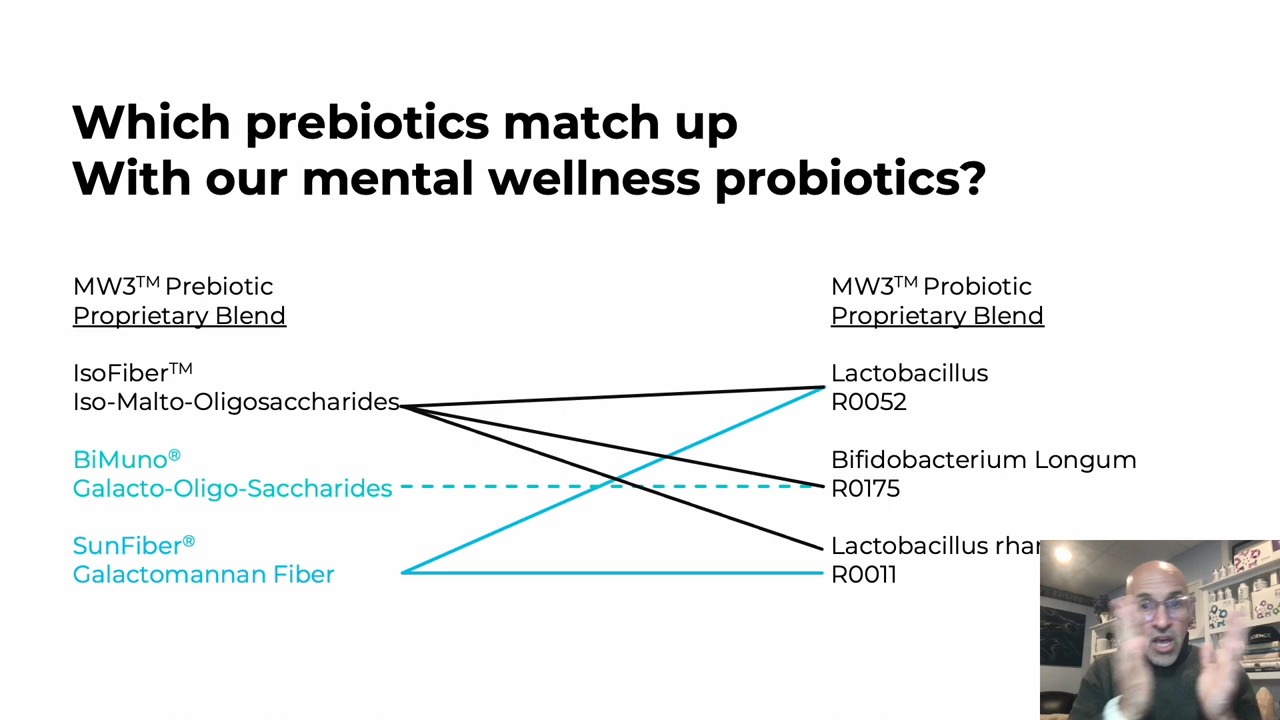 Which prebiotics match up
With our mental wellness probiotics?
MW3™ Prebiotic
Proprietary Blend
IsoFiber™
Iso-Malto-Oligosaccharides
BiMuno®
Galacto-Oligo-Saccharides
SunFiber®
Galactomannan Fiber
MW3™ Probiotic
Proprietary Blend
Lactobacillus
R0052
Bifidobacterium Longum
R0175
Lactobacillus
R0011